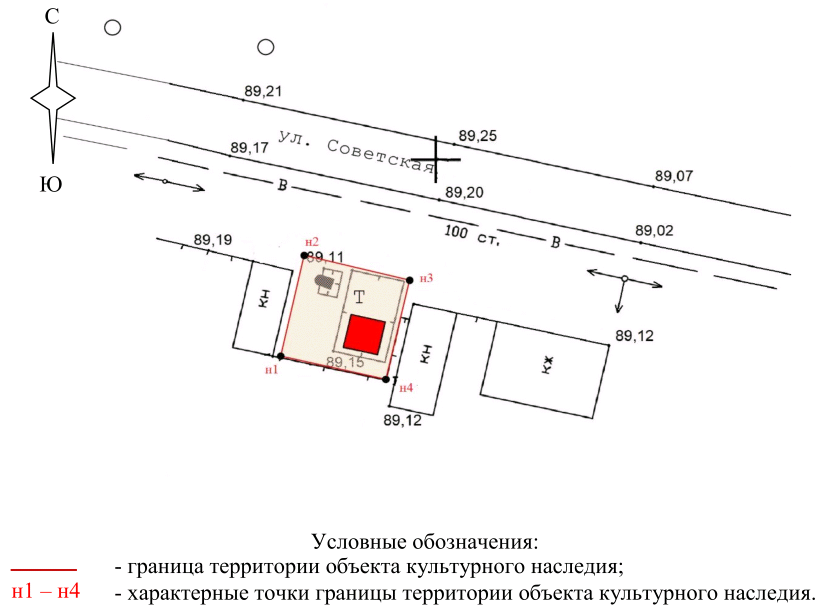 С
89,21
89,25
ул. Советская
89,17
89,07
Ю
В
89,20
100 ст.
В
89,02
89,19
н2
89,11
н3
Т
кн
кн
кж
89,12
89,15
н1
н4
89,12
Условные обозначения:
- граница территории объекта культурного наследия;
н1 – н4 - характерные точки границы территории объекта культурного наследия.